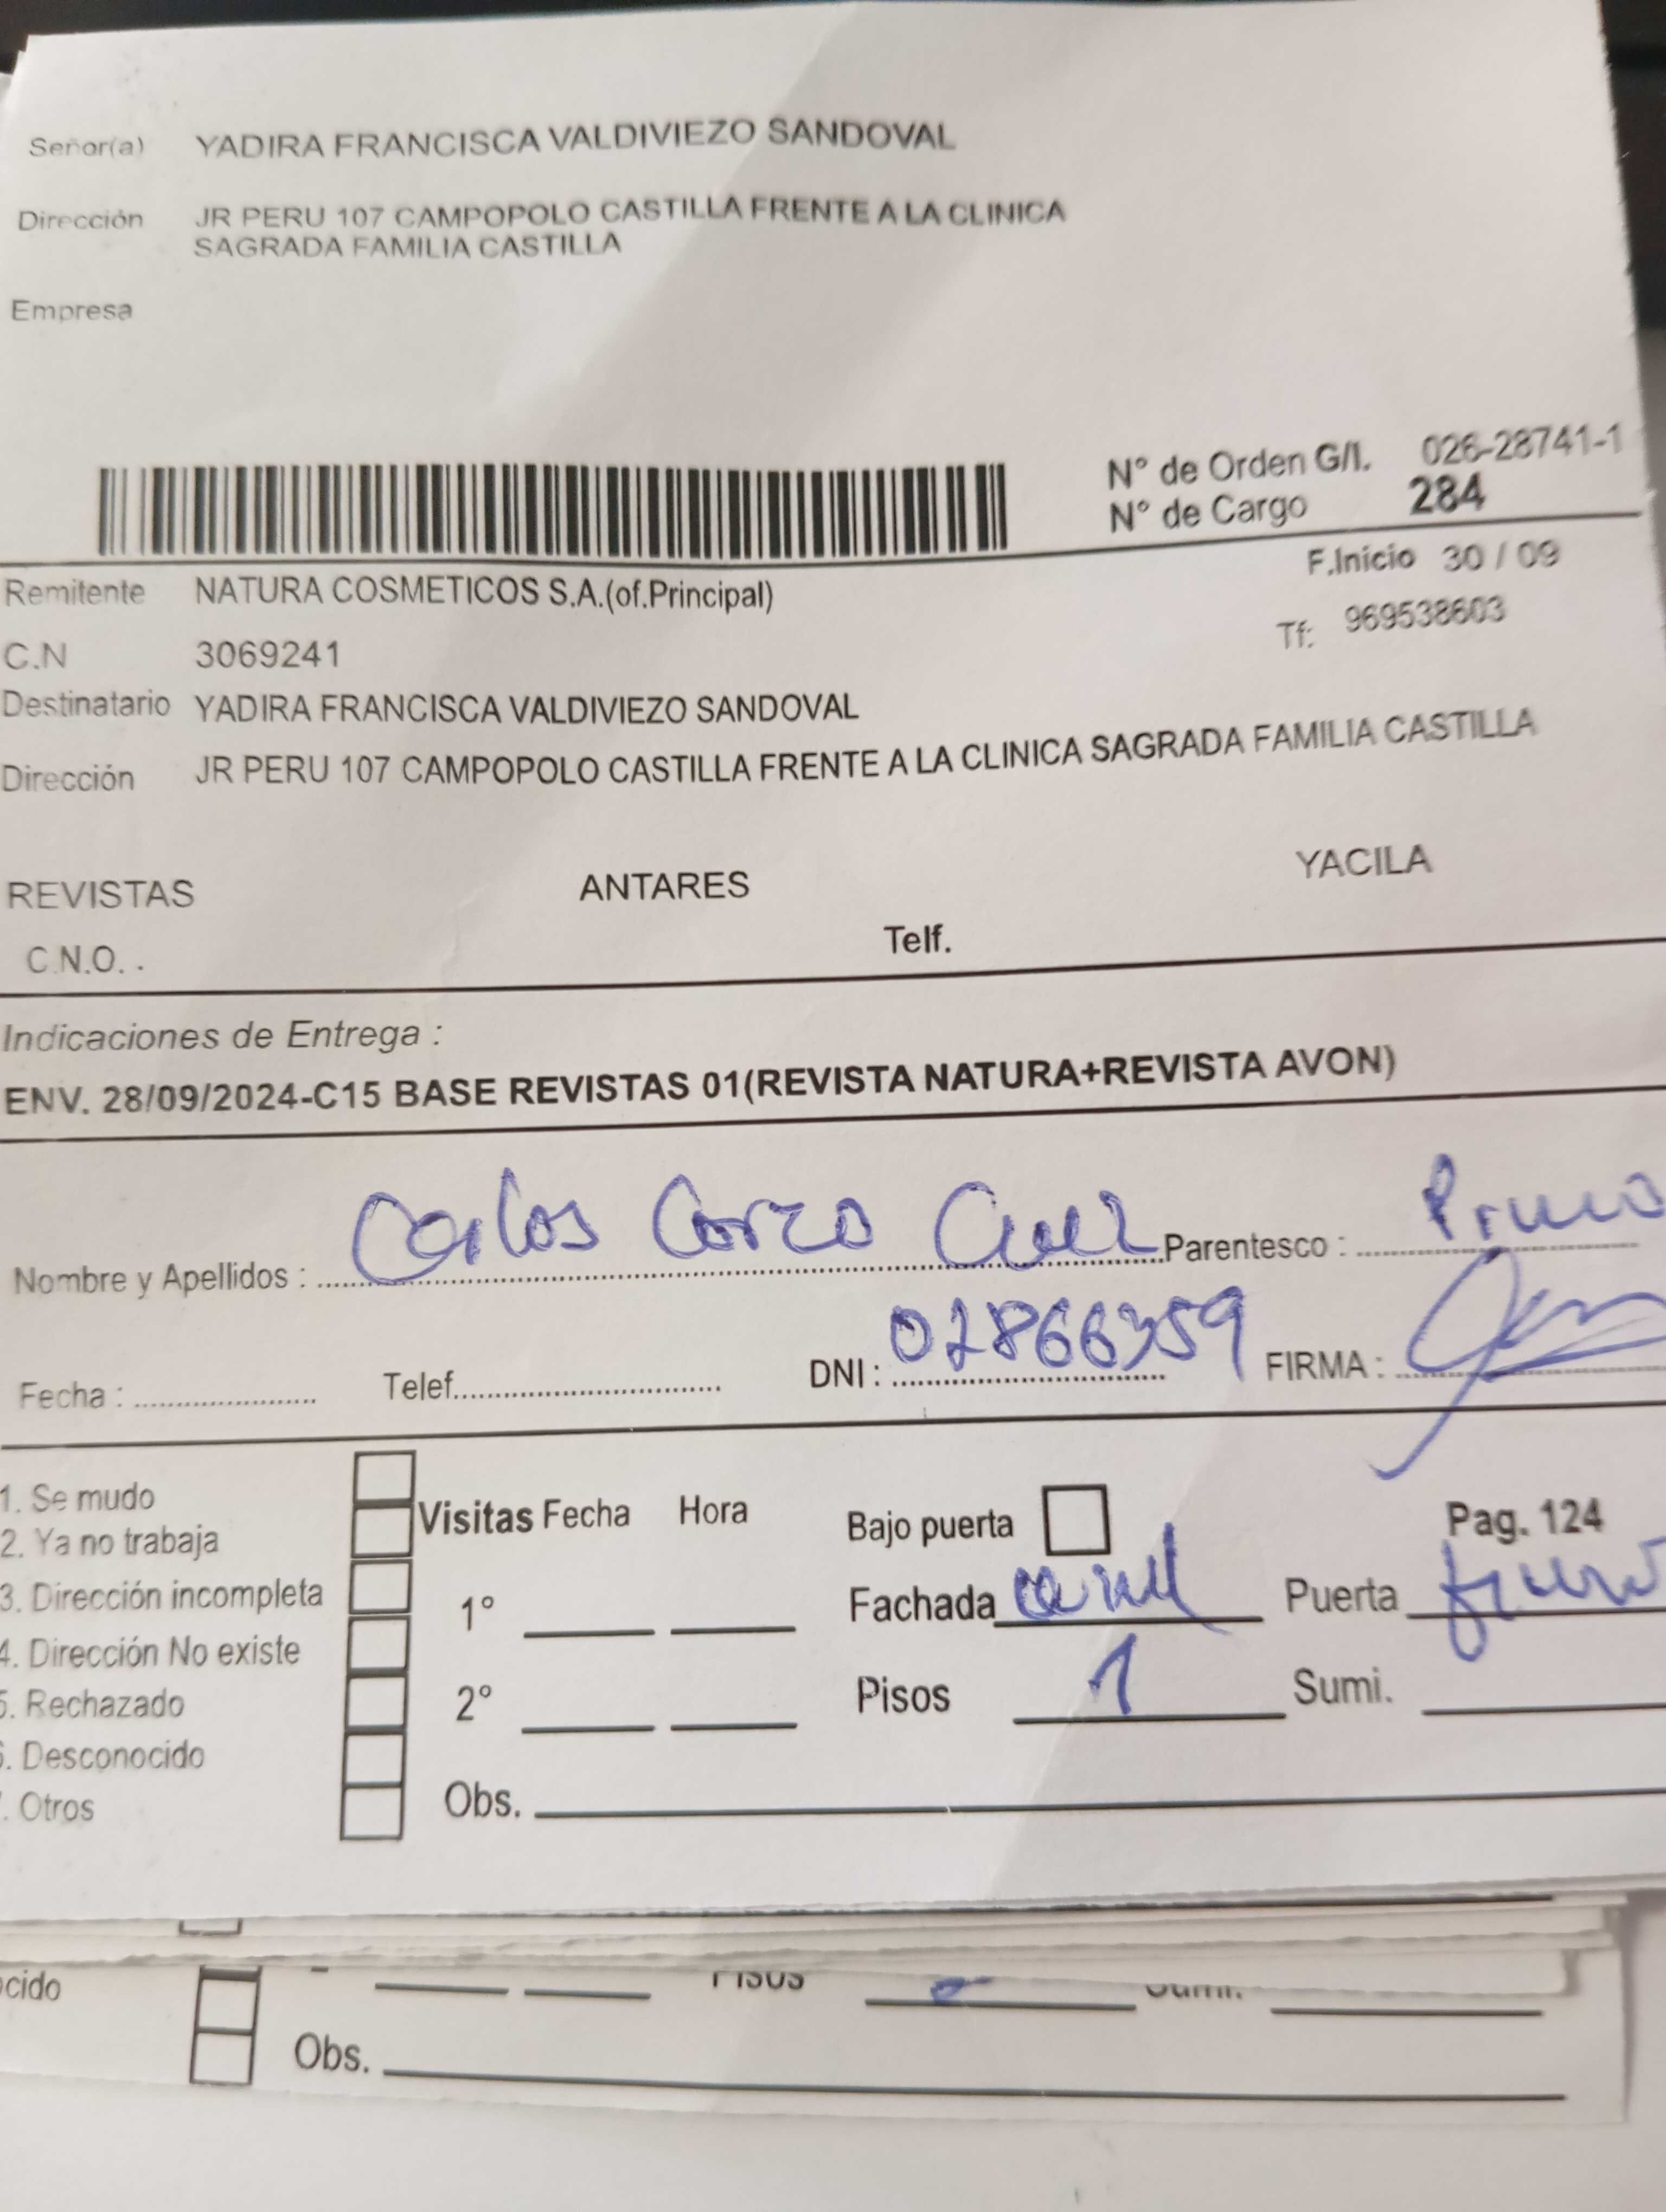 Señor(a) YADIRA FRANCISCA VALDIVIEZO SANDOVAL
Dirección JR PERU 107 CAMPOPOLO CASTILLA FRENTE A LA CLINICA
SAGRADA FAMILIA CASTILLA
Empresa
N° de Orden G/I. 026-28741-1
N° de Cargo 284
F.Inicio 30 / 09
Remitente NATURA COSMETICOS S.A.(of.Principal)
Tf: 969538603
C.N 3069241
Destinatario YADIRA FRANCISCA VALDIVIEZO SANDOVAL
Dirección JR PERU 107 CAMPOPOLO CASTILLA FRENTE A LA CLINICA SAGRADA FAMILIA CASTILLA
REVISTAS ANTARES YACILA
C.N.O. . Telf.
Indicaciones de Entrega :
ENV. 28/09/2024-C15 BASE REVISTAS 01(REVISTA NATURA+REVISTA AVON)
Nombre y Apellidos : Carlos Corzo Parentesco : Primo
Fecha : Telef. DNI : 02866359 FIRMA :
1. Se mudo
2. Ya no trabaja
3. Dirección incompleta
4. Dirección No existe
5. Rechazado
6. Desconocido
. Otros
Visitas Fecha Hora
1°
2°
Obs.
Bajo puerta Pag. 124
Fachada Puerta
Pisos 1 Sumi.
cido Pisos Sumi.
Obs.